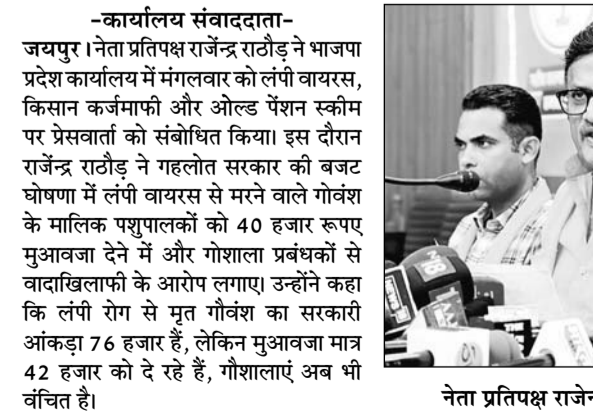 -कार्यालय संवाददाता-
जयपुर।नेता प्रतिपक्ष राजेंन्द्र राठौड़ ने भाजपा
प्रदेश कार्यालय में मंगलवार को लंपी वायरस,
किसान कर्जमाफी और ओल्ड पेंशन स्कीम
पर प्रेसवार्ता को संबोधित किया। इस दौरान
राजेंन्द्र राठौड़ ने गहलोत सरकार की बजट
घोषणा में लंपी वायरस से मरने वाले गोवंश
के मालिक पशुपालकों को 40 हजार रूपए
मुआवजा देने में और गोशाला प्रबंधकों से
वादाखिलाफी के आरोप लगाए। उन्होंने कहा
कि लंपी रोग से मृत गौवंश का सरकारी
आंकड़ा 76 हजार हैं, लेकिन मुआवजा मात्र
42 हजार को दे रहे हैं, गौशालाएं अब भी
वंचित है।
नेता प्रतिपक्ष राजेन